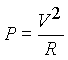 P = V²/R